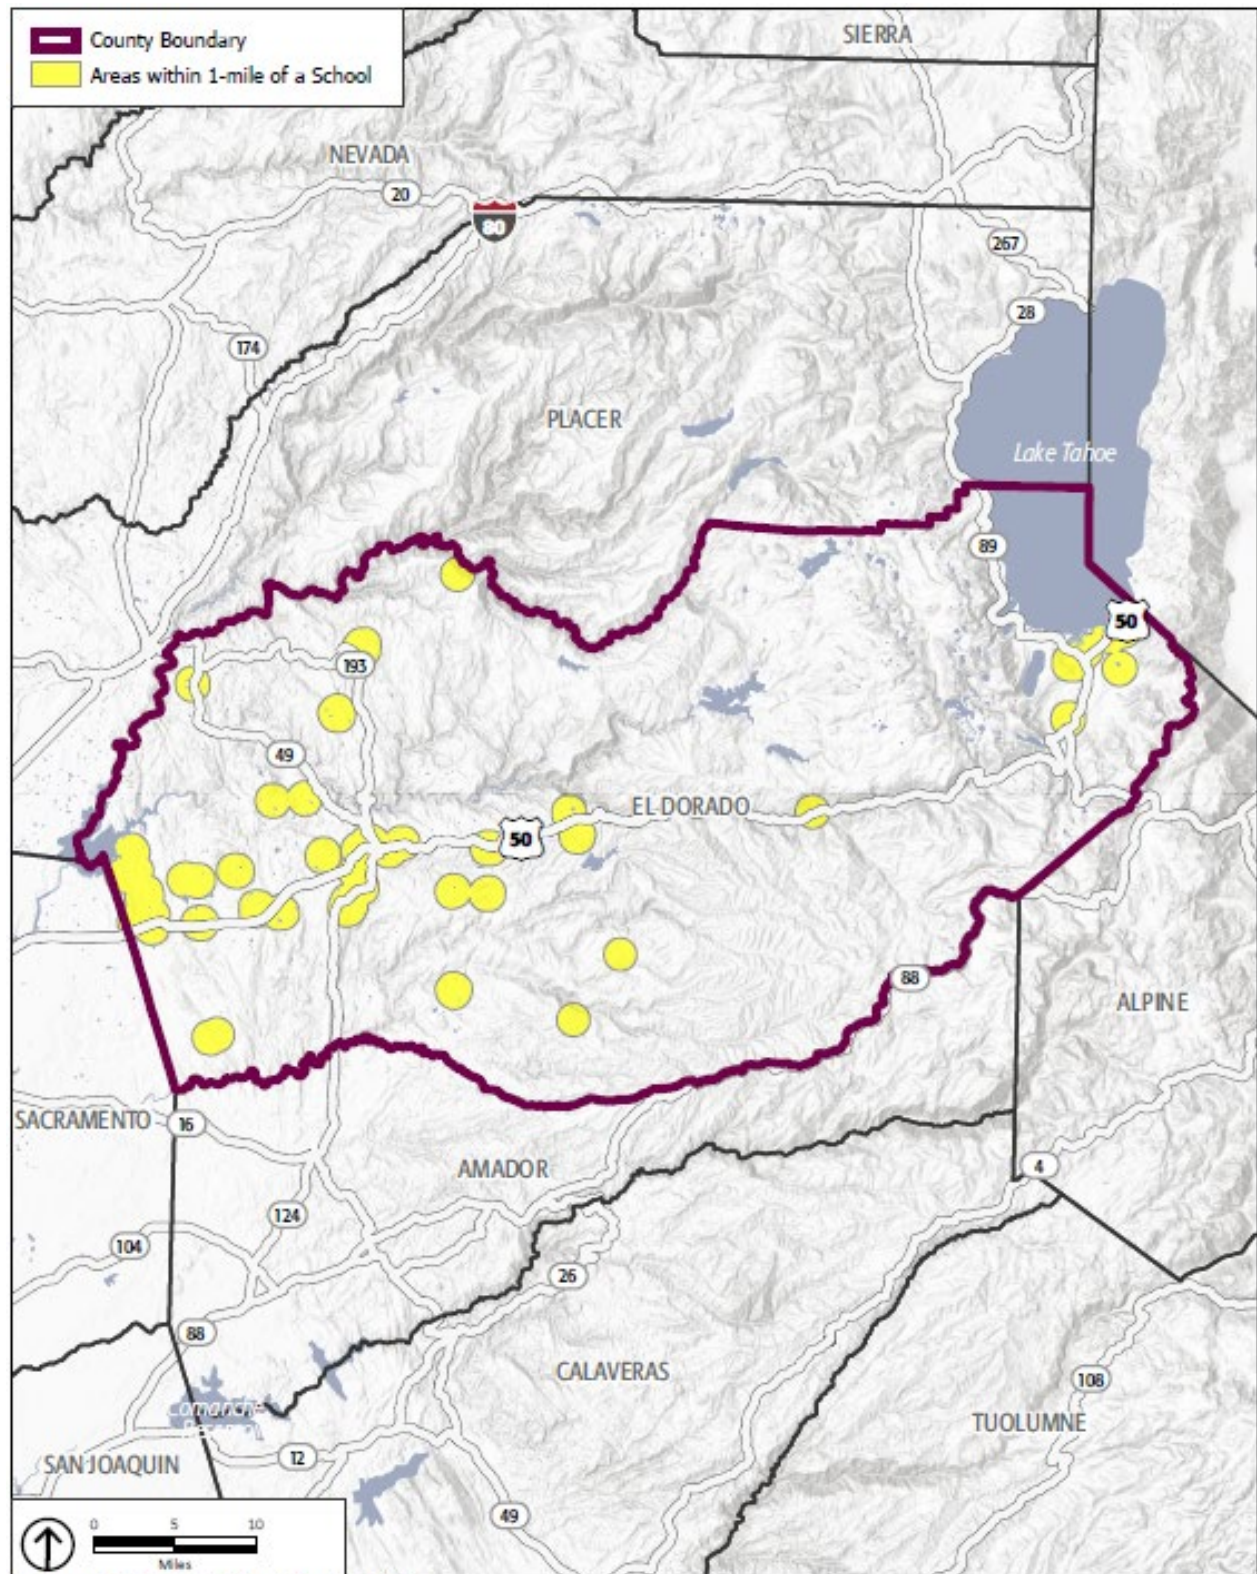 County Boundary
Areas within 1-mile of a School
SIERRA
NEVADA
20
80
267
28
174
PLACER
Lake Tahoe
89
50
193
49
EL DORADO
50
88
ALPINE
SACRAMENTO
16
AMADOR
4
124
104
26
88
CALAVERAS
108
Comanche
TUOLUMNE
SAN JOAQUIN
12
49
0 5 10
Miles